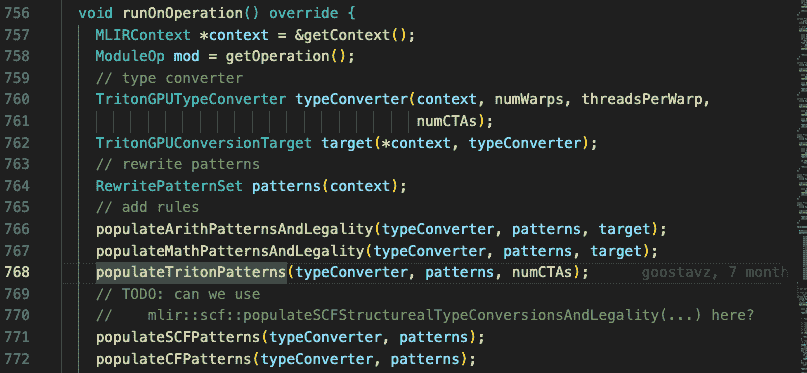 756 void runOnOperation() override {
757 MLIRContext *context = &getContext();
758 ModuleOp mod = getOperation();
759 // type converter
760 TritonGPUTypeConverter typeConverter(context, numWarps, threadsPerWarp,
761 numCTAs);
762 TritonGPUConversionTarget target(*context, typeConverter);
763 // rewrite patterns
764 RewritePatternSet patterns(context);
765 // add rules
766 populateArithPatternsAndLegality(typeConverter, patterns, target);
767 populateMathPatternsAndLegality(typeConverter, patterns, target);
768 populateTritonPatterns(typeConverter, patterns, numCTAs); goostavz, 7 month
769 // TODO: can we use
770 // mlir::scf::populateSCFStructurealTypeConversionsAndLegality(...) here?
771 populateSCFPatterns(typeConverter, patterns);
772 populateCFPatterns(typeConverter, patterns);